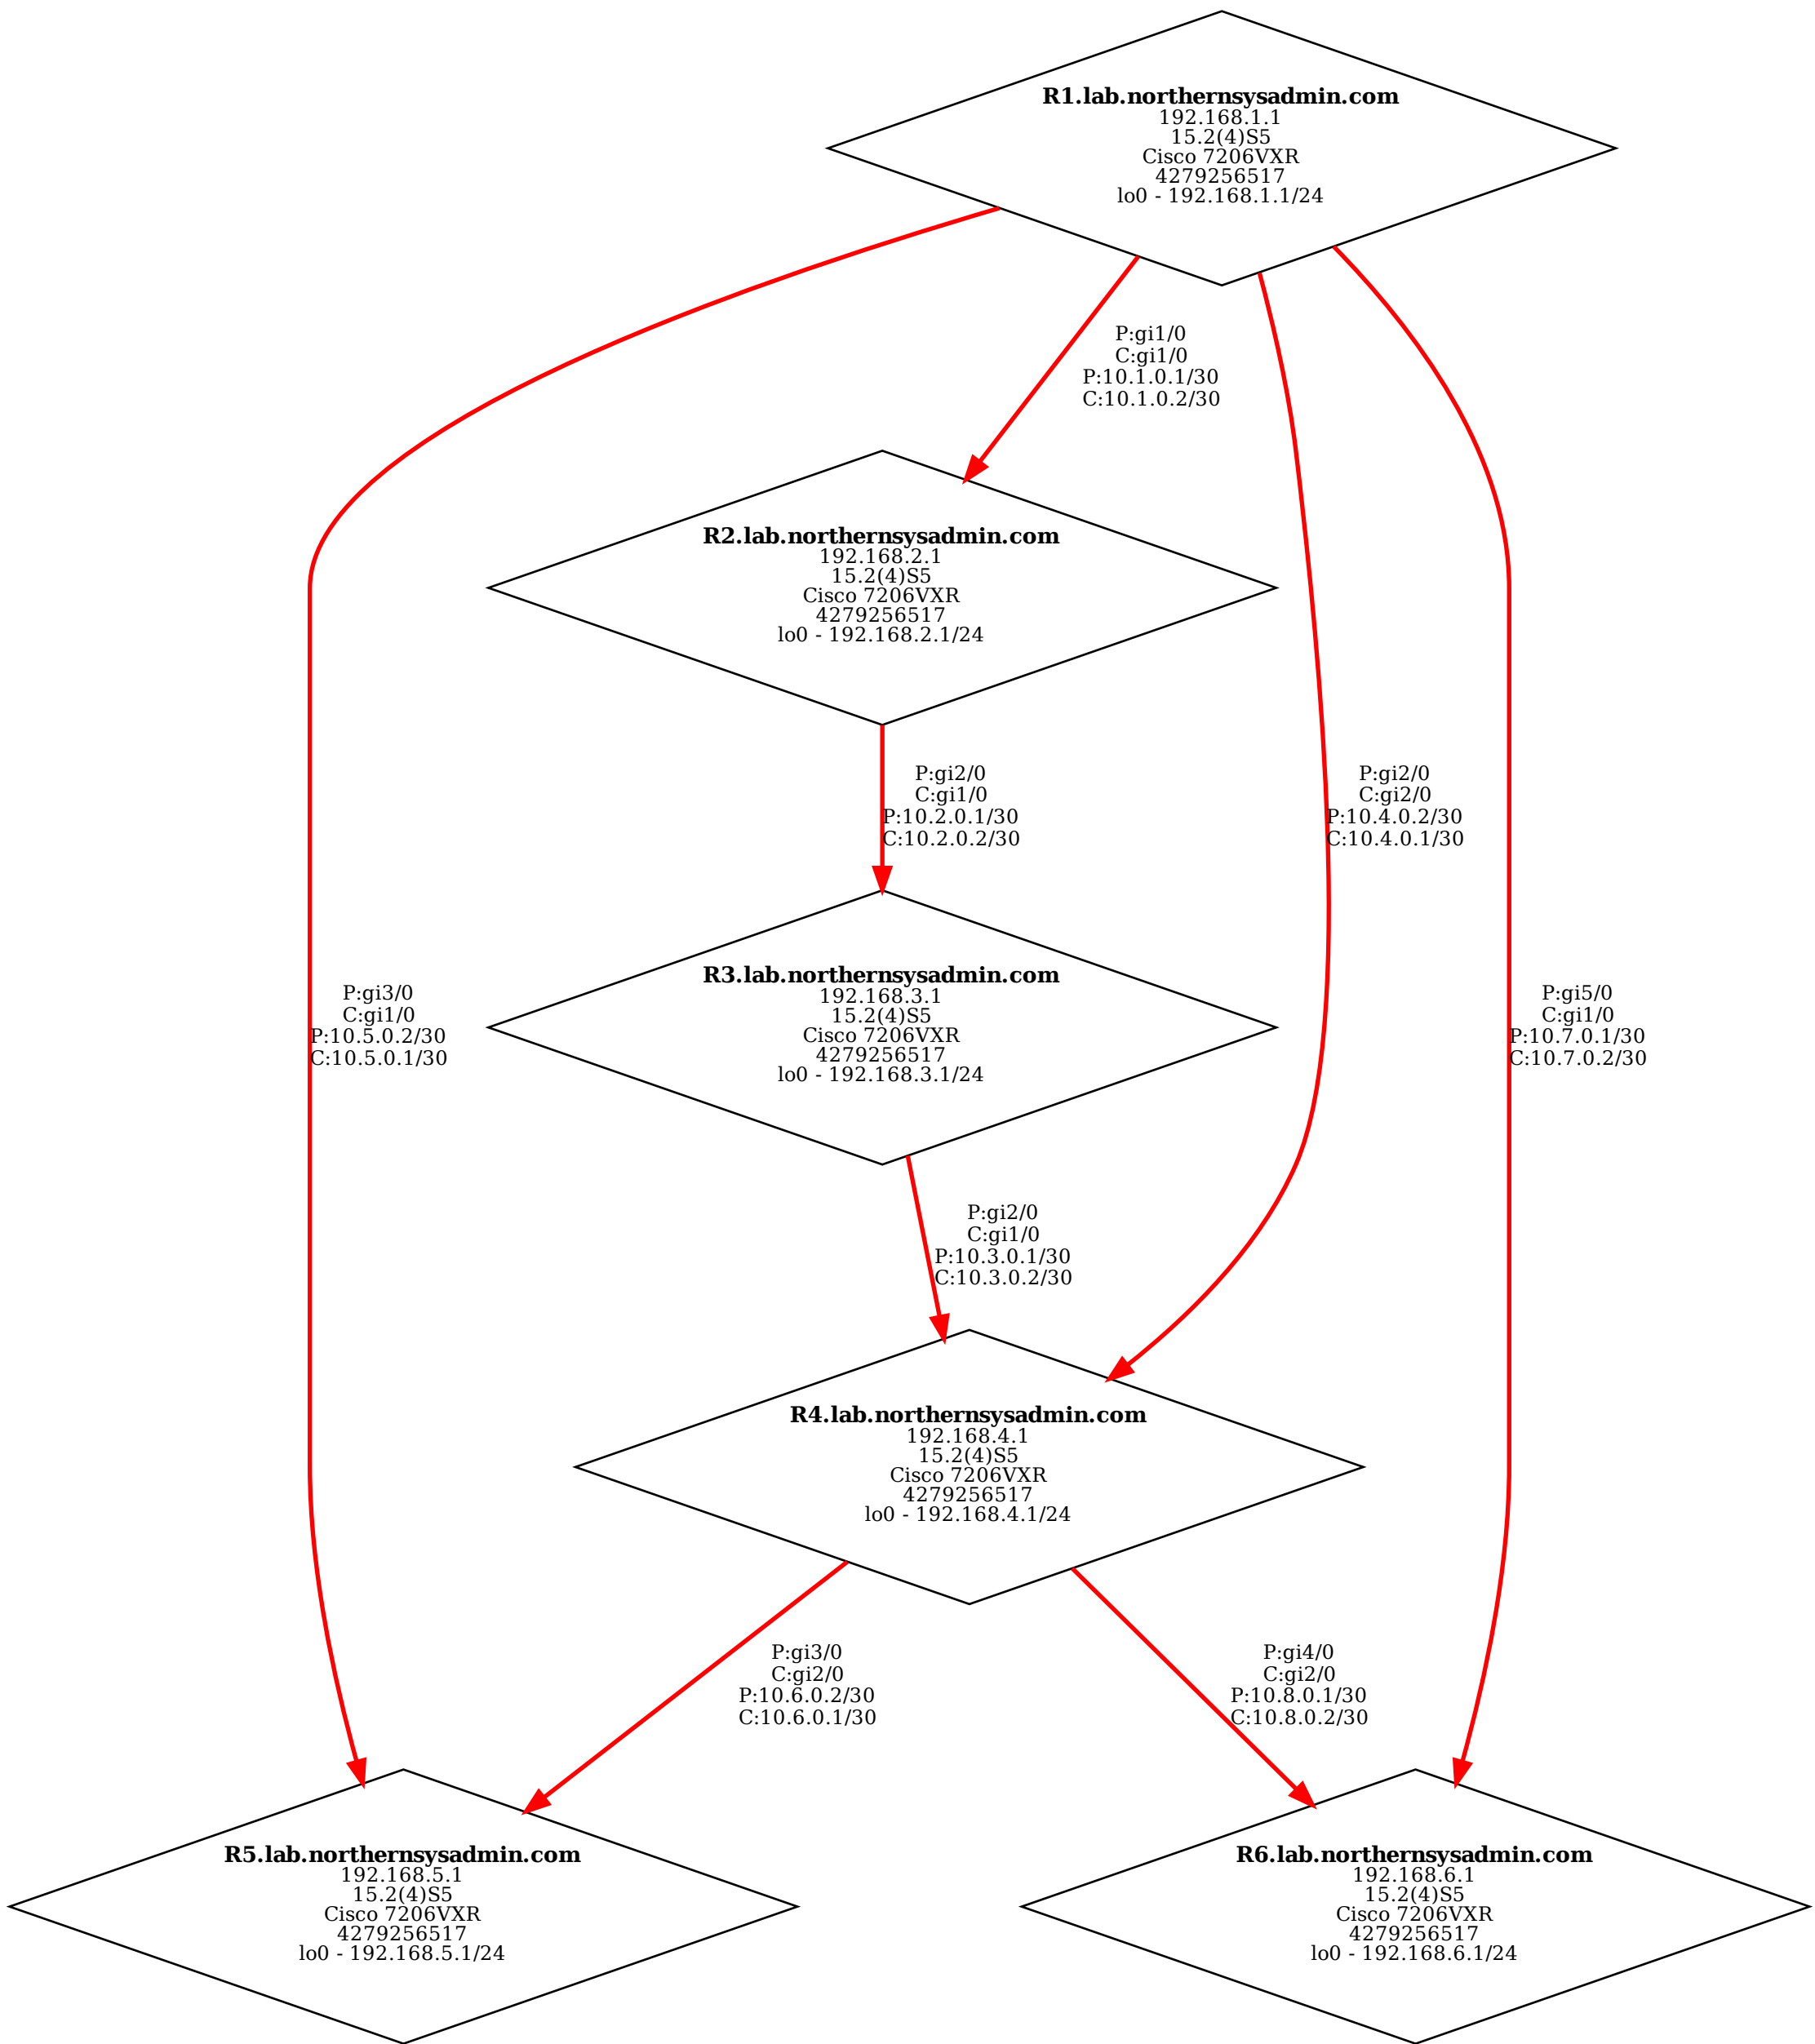 R1.lab.northernsysadmin.com
192.168.1.1
15.2(4)S5
Cisco 7206VXR
4279256517
lo0 - 192.168.1.1/24
P:gi1/0
C:gi1/0
P:10.1.0.1/30
C:10.1.0.2/30
R2.lab.northernsysadmin.com
192.168.2.1
15.2(4)S5
Cisco 7206VXR
4279256517
lo0 - 192.168.2.1/24
P:gi2/0
C:gi1/0
P:10.2.0.1/30
C:10.2.0.2/30
P:gi2/0
C:gi2/0
P:10.4.0.2/30
C:10.4.0.1/30
R3.lab.northernsysadmin.com
192.168.3.1
15.2(4)S5
Cisco 7206VXR
4279256517
lo0 - 192.168.3.1/24
P:gi3/0
C:gi1/0
P:10.5.0.2/30
C:10.5.0.1/30
P:gi5/0
C:gi1/0
P:10.7.0.1/30
C:10.7.0.2/30
P:gi2/0
C:gi1/0
P:10.3.0.1/30
C:10.3.0.2/30
R4.lab.northernsysadmin.com
192.168.4.1
15.2(4)S5
Cisco 7206VXR
4279256517
lo0 - 192.168.4.1/24
P:gi3/0
C:gi2/0
P:10.6.0.2/30
C:10.6.0.1/30
P:gi4/0
C:gi2/0
P:10.8.0.1/30
C:10.8.0.2/30
R5.lab.northernsysadmin.com
192.168.5.1
15.2(4)S5
Cisco 7206VXR
4279256517
lo0 - 192.168.5.1/24
R6.lab.northernsysadmin.com
192.168.6.1
15.2(4)S5
Cisco 7206VXR
4279256517
lo0 - 192.168.6.1/24